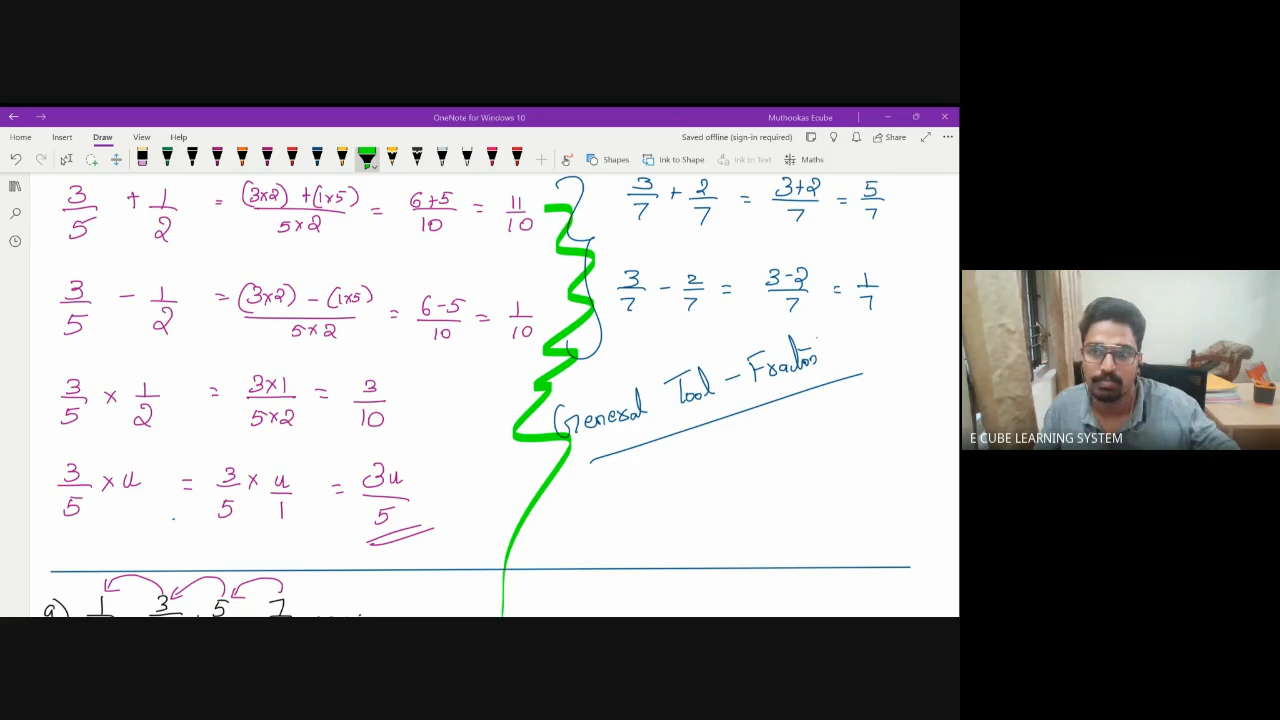 OneNote for Windows 10
Muthookas Ecube
Home Insert Draw View Help
Saved offline (sign-in required) Share
Shapes Ink to Shape Ink to Text Maths
3/5 + 1/2 = (3×2)+(1×5)/5×2 = 6+5/10 = 11/10
3/7 + 2/7 = 3+2/7 = 5/7
3/5 − 1/2 = (3×2) − (1×5)/5×2 = 6−5/10 = 1/10
3/7 − 2/7 = 3−2/7 = 1/7
3/5 × 1/2 = 3×1/5×2 = 3/10
General Tool – Fraction
3/5 × u = 3/5 × u/1 = 3u/5
a) 1 3 5 7
E CUBE LEARNING SYSTEM